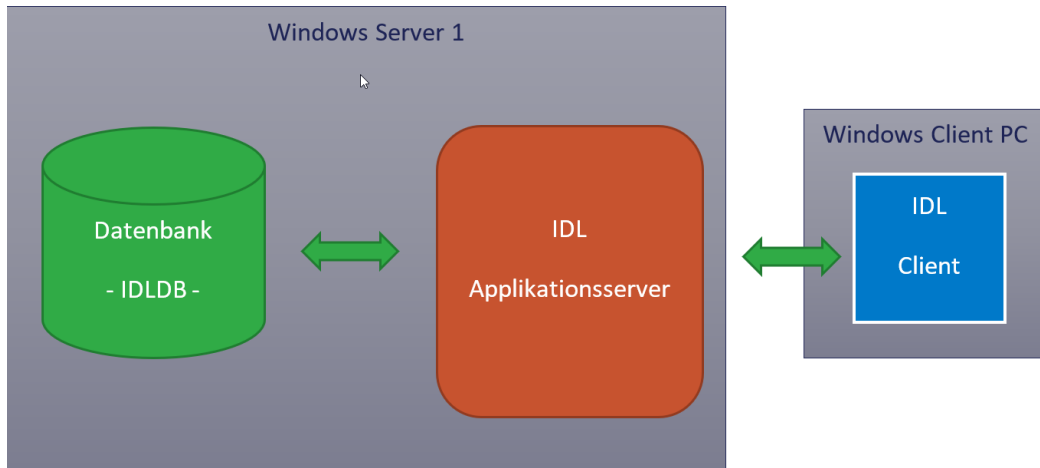 Windows Server 1
Datenbank
- IDLDB -
IDL
Applikationsserver
Windows Client PC
IDL
Client